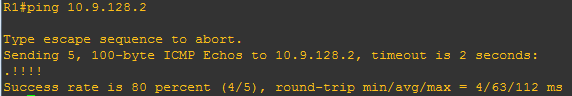 R1#ping 10.9.128.2
Type escape sequence to abort.
Sending 5, 100-byte ICMP Echos to 10.9.128.2, timeout is 2 seconds:
.!!!!
Success rate is 80 percent (4/5), round-trip min/avg/max = 4/63/112 ms